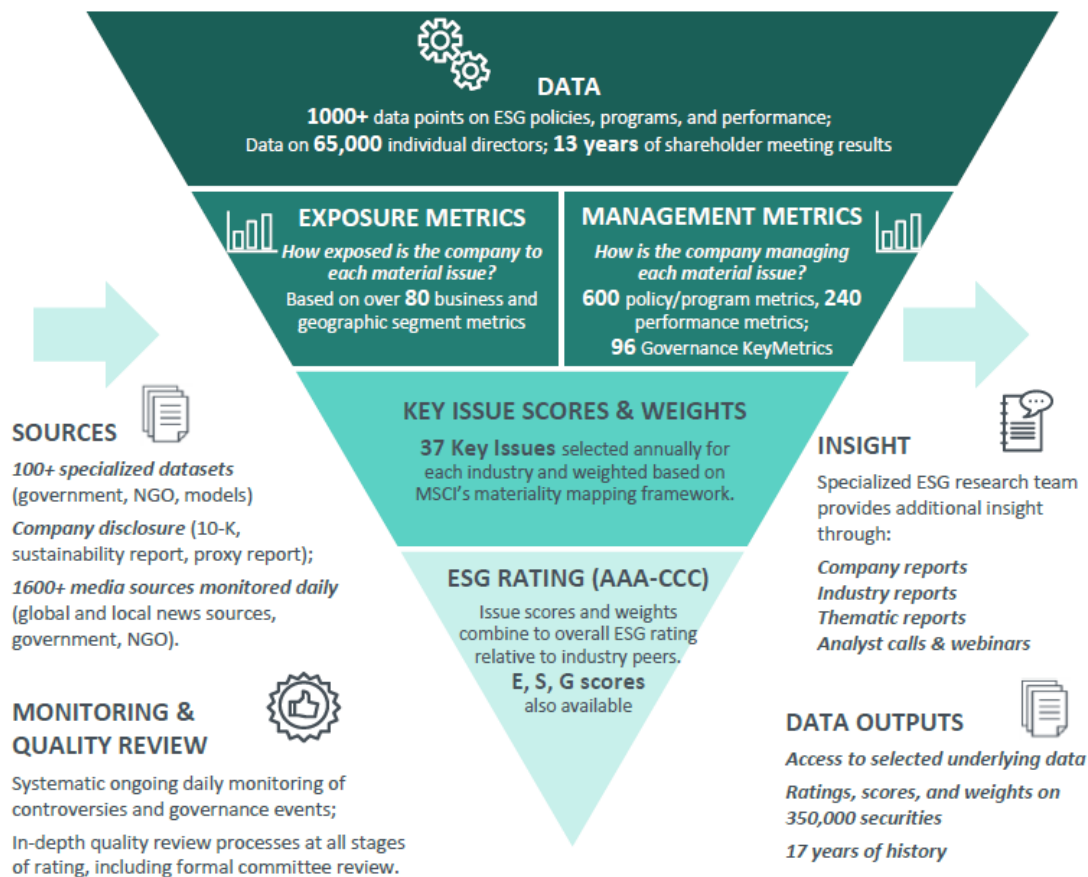 DATA
1000+ data points on ESG policies, programs, and performance;
Data on 65,000 individual directors; 13 years of shareholder meeting results
EXPOSURE METRICS
How exposed is the company to
each material issue?
Based on over 80 business and
geographic segment metrics
MANAGEMENT METRICS
How is the company managing
each material issue?
600 policy/program metrics, 240
performance metrics;
96 Governance KeyMetrics
KEY ISSUE SCORES & WEIGHTS
37 Key Issues selected annually for
each industry and weighted based on
MSCI's materiality mapping framework.
ESG RATING (AAA-CCC)
Issue scores and weights
combine to overall ESG rating
relative to industry peers.
E, S, G scores
also available
SOURCES
100+ specialized datasets
(government, NGO, models)
Company disclosure (10-K,
sustainability report, proxy report);
1600+ media sources monitored daily
(global and local news sources,
government, NGO).
MONITORING &
QUALITY REVIEW
Systematic ongoing daily monitoring of
controversies and governance events;
In-depth quality review processes at all stages
of rating, including formal committee review.
INSIGHT
Specialized ESG research team
provides additional insight
through:
Company reports
Industry reports
Thematic reports
Analyst calls & webinars
DATA OUTPUTS
Access to selected underlying data
Ratings, scores, and weights on
350,000 securities
17 years of history